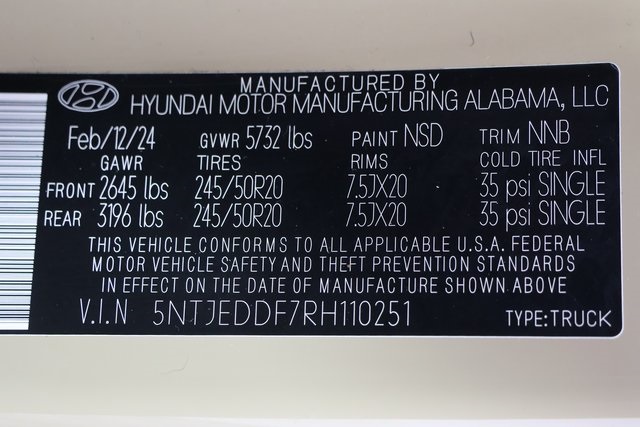 MANUFACTURED BY
HYUNDAI MOTOR MANUFACTURING ALABAMA, LLC
Feb/12/24 GVWR 5732 lbs PAINT NSD TRIM NNB
GAWR TIRES RIMS COLD TIRE INFL
FRONT 2645 lbs 245/50R20 7.5JX20 35 psi SINGLE
REAR 3196 lbs 245/50R20 7.5JX20 35 psi SINGLE
THIS VEHICLE CONFORMS TO ALL APPLICABLE U.S.A. FEDERAL
MOTOR VEHICLE SAFETY AND THEFT PREVENTION STANDARDS
IN EFFECT ON THE DATE OF MANUFACTURE SHOWN ABOVE
V.I.N 5NTJEDDF7RH110251 TYPE:TRUCK